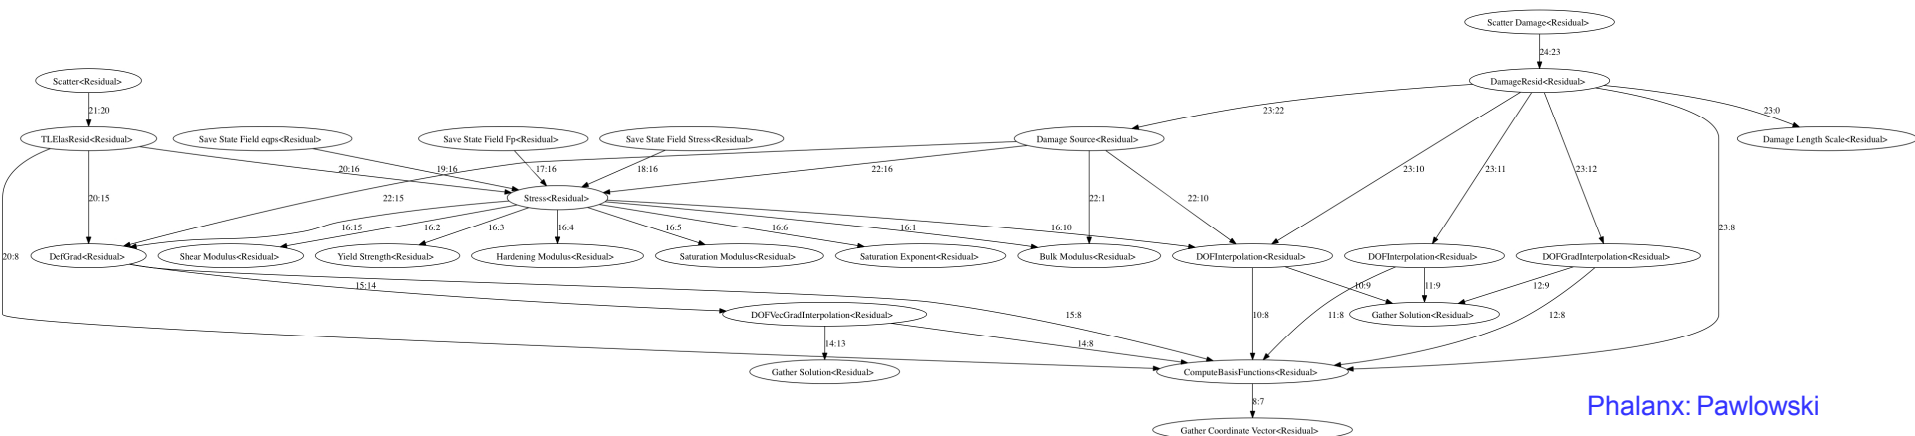 Scatter Damage<Residual>
24:23
Scatter<Residual>
DamageResid<Residual>
21:20
23:22
23:0
TLElasResid<Residual>
Save State Field eqps<Residual>
Save State Field Fp<Residual>
Save State Field Stress<Residual>
Damage Source<Residual>
Damage Length Scale<Residual>
20:16
19:16
17:16
18:16
22:16
23:10
23:11
23:12
20:15
22:15
Stress<Residual>
22:1
22:10
16:15
16:2
16:3
16:4
16:5
16:6
16:1
16:10
23:8
20:8
DefGrad<Residual>
Shear Modulus<Residual>
Yield Strength<Residual>
Hardening Modulus<Residual>
Saturation Modulus<Residual>
Saturation Exponent<Residual>
Bulk Modulus<Residual>
DOFInterpolation<Residual>
DOFInterpolation<Residual>
DOFGradInterpolation<Residual>
15:14
10:9
11:9
12:9
DOFVecGradInterpolation<Residual>
15:8
10:8
11:8
Gather Solution<Residual>
12:8
14:13
14:8
Gather Solution<Residual>
ComputeBasisFunctions<Residual>
8:7
Phalanx: Pawlowski
Gather Coordinate Vector<Residual>